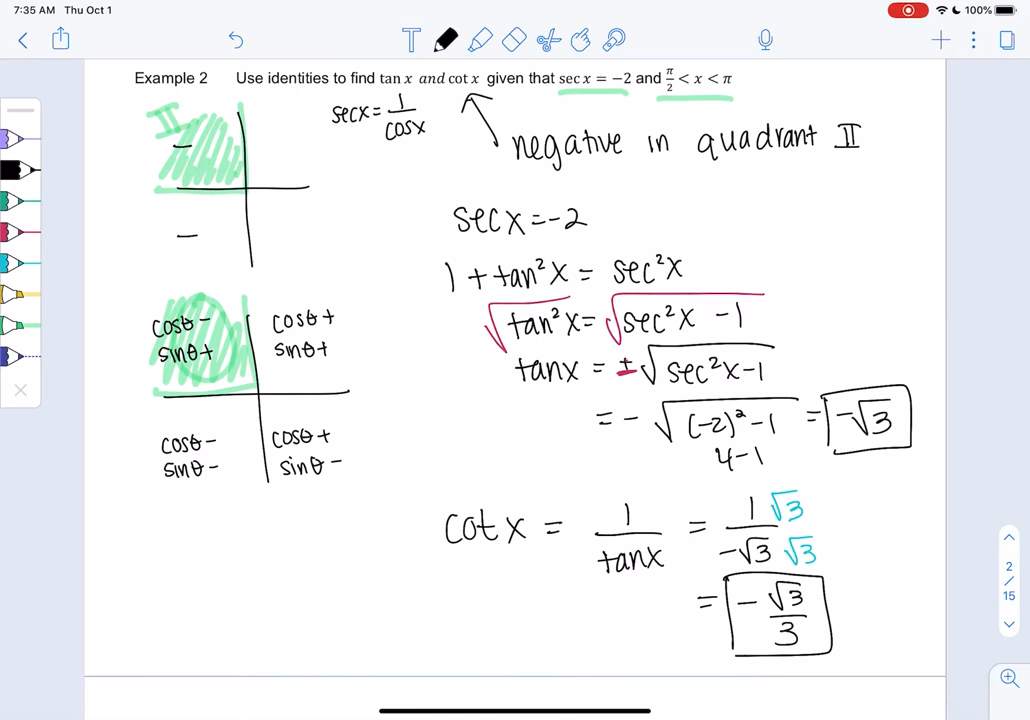 7:35 AM Thu Oct 1
100%
Example 2 Use identities to find tan x and cot x given that sec x = −2 and π/2 < x < π
secx = 1/cosx
negative in quadrant II
II
−
−
secx = -2
1 + tan²x = sec²x
√tan²x = √sec²x - 1
tanx = ±√sec²x-1
= -√(-2)²-1 = -√3
4-1
cosθ- cosθ+
sinθ+ sinθ+
cosθ- cosθ+
sinθ- sinθ-
cotx = 1/tanx = 1 √3/-√3 √3
= -√3/3
T
2
/
15